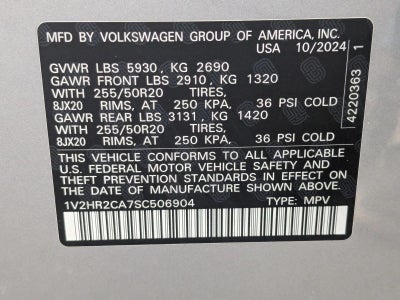 MFD BY VOLKSWAGEN GROUP OF AMERICA, INC.
USA 10/2024
GVWR LBS 5930, KG 2690
GAWR FRONT LBS 2910, KG 1320
WITH 255/50R20 TIRES,
8JX20 RIMS, AT 250 KPA, 36 PSI COLD
GAWR REAR LBS 3131, KG 1420
WITH 255/50R20 TIRES,
8JX20 RIMS, AT 250 KPA, 36 PSI COLD
THIS VEHICLE CONFORMS TO ALL APPLICABLE
U.S. FEDERAL MOTOR VEHICLE SAFETY AND
THEFT PREVENTION STANDARDS IN EFFECT
ON THE DATE OF MANUFACTURE SHOWN ABOVE
1V2HR2CA7SC506904 TYPE: MPV
4220363 1